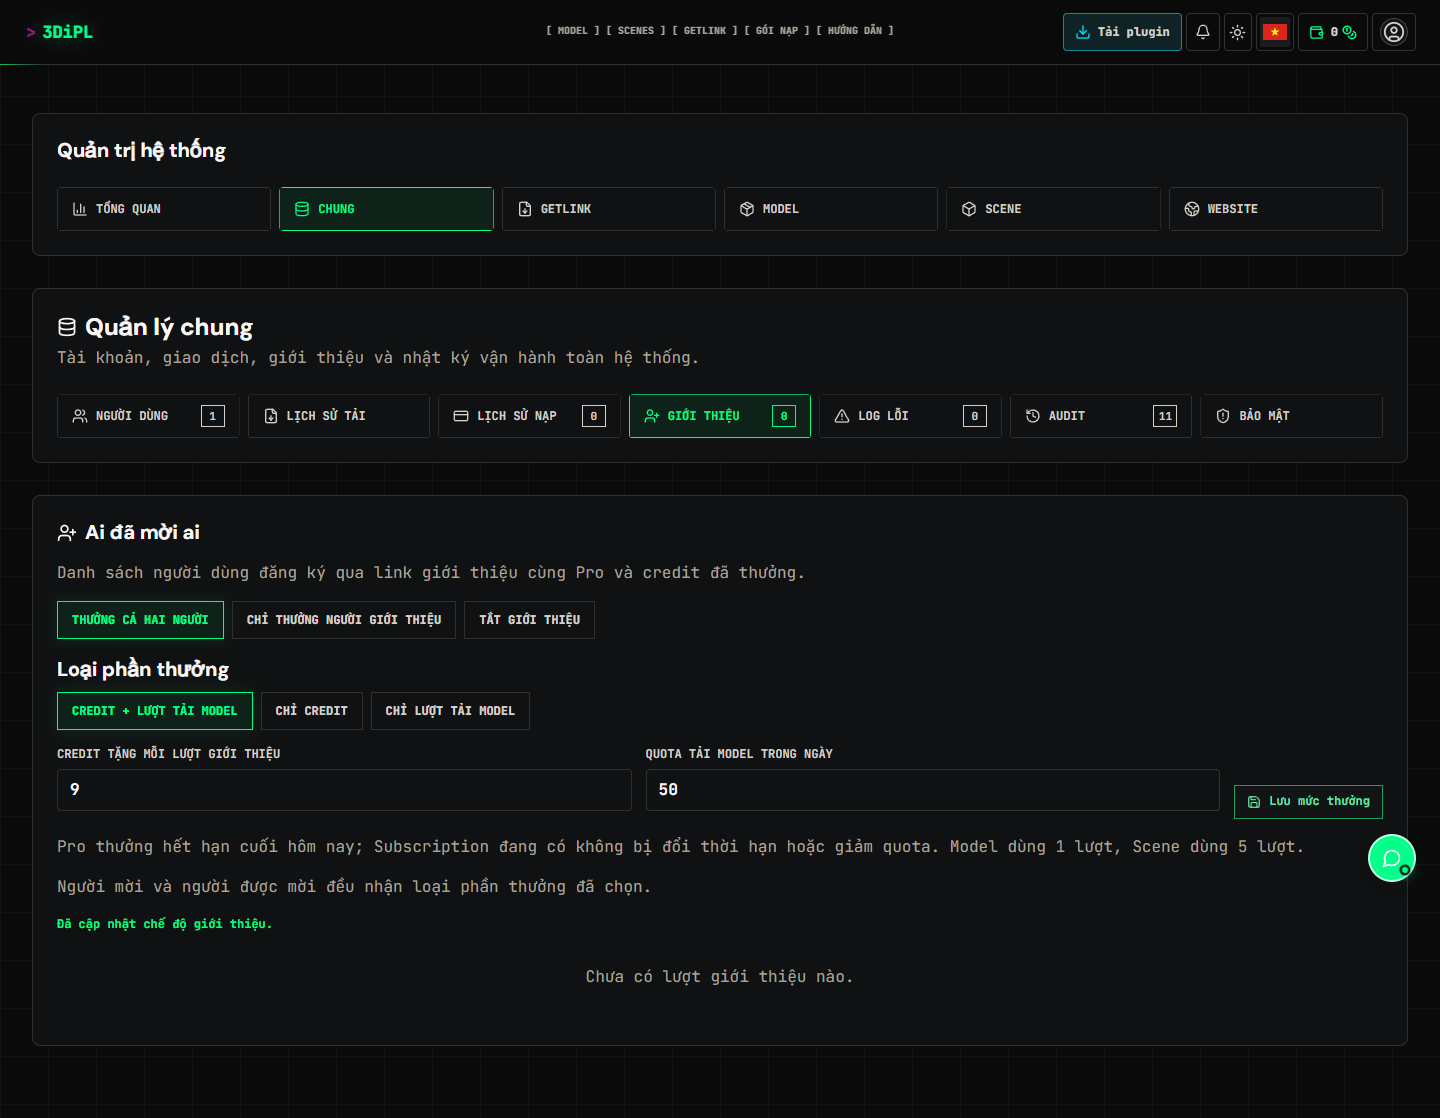 > 3DiPL
[ MODEL ] [ SCENES ] [ GETLINK ] [ GÓI NẠP ] [ HƯỚNG DẪN ]
Tải plugin
0
Quản trị hệ thống
TỔNG QUAN
CHUNG
GETLINK
MODEL
SCENE
WEBSITE
Quản lý chung
Tài khoản, giao dịch, giới thiệu và nhật ký vận hành toàn hệ thống.
NGƯỜI DÙNG 1
LỊCH SỬ TẢI
LỊCH SỬ NẠP 0
GIỚI THIỆU 0
LOG LỖI 0
AUDIT 11
BẢO MẬT
Ai đã mời ai
Danh sách người dùng đăng ký qua link giới thiệu cùng Pro và credit đã thưởng.
THƯỞNG CẢ HAI NGƯỜI
CHỈ THƯỞNG NGƯỜI GIỚI THIỆU
TẮT GIỚI THIỆU
Loại phần thưởng
CREDIT + LƯỢT TẢI MODEL
CHỈ CREDIT
CHỈ LƯỢT TẢI MODEL
CREDIT TẶNG MỖI LƯỢT GIỚI THIỆU
QUOTA TẢI MODEL TRONG NGÀY
9
50
Lưu mức thưởng
Pro thưởng hết hạn cuối hôm nay; Subscription đang có không bị đổi thời hạn hoặc giảm quota. Model dùng 1 lượt, Scene dùng 5 lượt.
Người mời và người được mời đều nhận loại phần thưởng đã chọn.
Đã cập nhật chế độ giới thiệu.
Chưa có lượt giới thiệu nào.